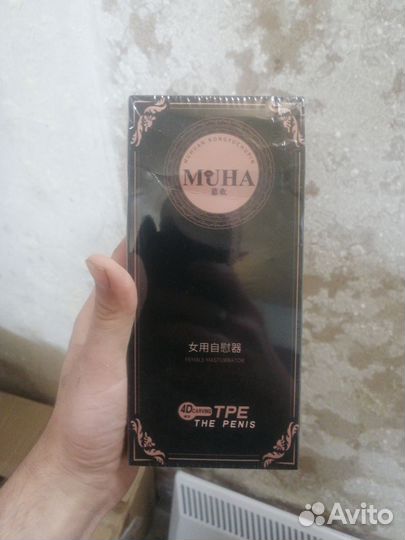 MUHA
女用自慰器
FEMALE MASTURBATOR
4D CARVING TPE
THE PENIS
Avito